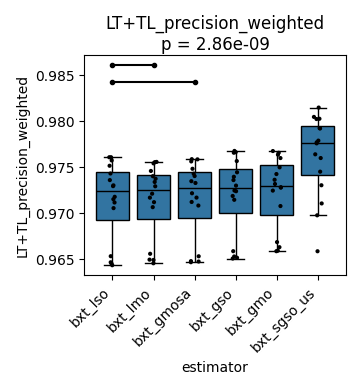 LT+TL_precision_weighted
p = 2.86e-09
LT+TL_precision_weighted
0.985
0.980
0.975
0.970
0.965
bxt_lso
bxt_lmo
bxt_gmosa
bxt_gso
bxt_gmo
bxt_sgso_us
estimator